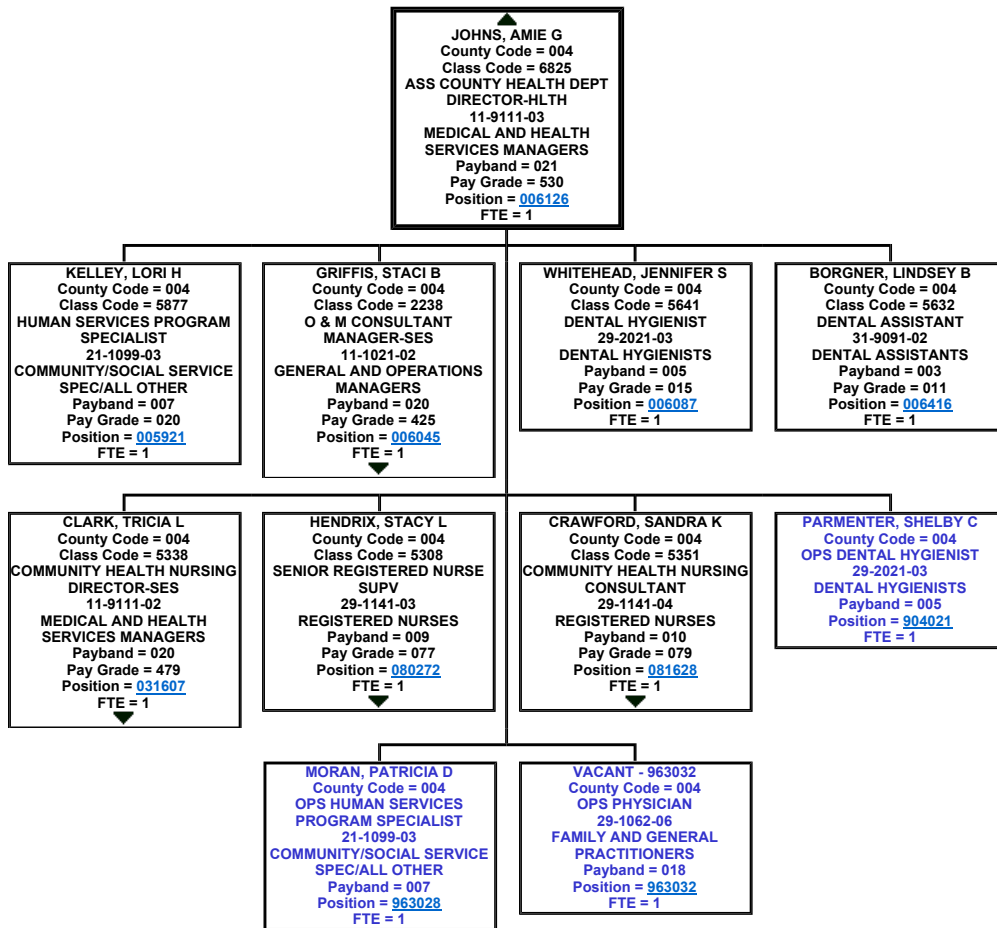 JOHNS, AMIE G
County Code = 004
Class Code = 6825
ASS COUNTY HEALTH DEPT
DIRECTOR-HLTH
11-9111-03
MEDICAL AND HEALTH
SERVICES MANAGERS
Payband = 021
Pay Grade = 530
Position = 006126
FTE = 1
KELLEY, LORI H
County Code = 004
Class Code = 5877
HUMAN SERVICES PROGRAM
SPECIALIST
21-1099-03
COMMUNITY/SOCIAL SERVICE
SPEC/ALL OTHER
Payband = 007
Pay Grade = 020
Position = 005921
FTE = 1
GRIFFIS, STACI B
County Code = 004
Class Code = 2238
O & M CONSULTANT
MANAGER-SES
11-1021-02
GENERAL AND OPERATIONS
MANAGERS
Payband = 020
Pay Grade = 425
Position = 006045
FTE = 1
WHITEHEAD, JENNIFER S
County Code = 004
Class Code = 5641
DENTAL HYGIENIST
29-2021-03
DENTAL HYGIENISTS
Payband = 005
Pay Grade = 015
Position = 006087
FTE = 1
BORGNER, LINDSEY B
County Code = 004
Class Code = 5632
DENTAL ASSISTANT
31-9091-02
DENTAL ASSISTANTS
Payband = 003
Pay Grade = 011
Position = 006416
FTE = 1
CLARK, TRICIA L
County Code = 004
Class Code = 5338
COMMUNITY HEALTH NURSING
DIRECTOR-SES
11-9111-02
MEDICAL AND HEALTH
SERVICES MANAGERS
Payband = 020
Pay Grade = 479
Position = 031607
FTE = 1
HENDRIX, STACY L
County Code = 004
Class Code = 5308
SENIOR REGISTERED NURSE
SUPV
29-1141-03
REGISTERED NURSES
Payband = 009
Pay Grade = 077
Position = 080272
FTE = 1
CRAWFORD, SANDRA K
County Code = 004
Class Code = 5351
COMMUNITY HEALTH NURSING
CONSULTANT
29-1141-04
REGISTERED NURSES
Payband = 010
Pay Grade = 079
Position = 081628
FTE = 1
PARMENTER, SHELBY C
County Code = 004
OPS DENTAL HYGIENIST
29-2021-03
DENTAL HYGIENISTS
Payband = 005
Position = 904021
FTE = 1
MORAN, PATRICIA D
County Code = 004
OPS HUMAN SERVICES
PROGRAM SPECIALIST
21-1099-03
COMMUNITY/SOCIAL SERVICE
SPEC/ALL OTHER
Payband = 007
Position = 963028
FTE = 1
VACANT - 963032
County Code = 004
OPS PHYSICIAN
29-1062-06
FAMILY AND GENERAL
PRACTITIONERS
Payband = 018
Position = 963032
FTE = 1